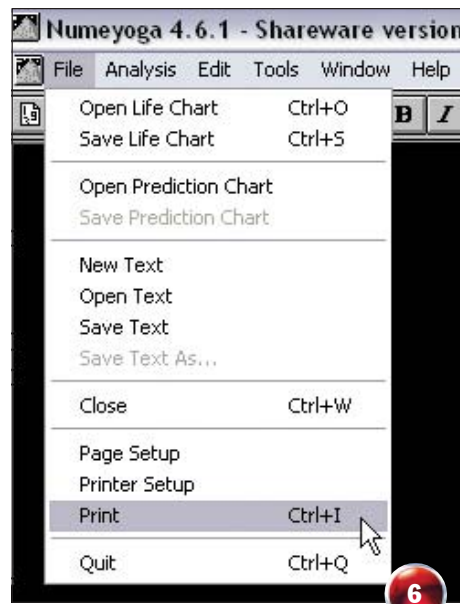 Numeyoga 4.6.1 - Shareware version
File Analysis Edit Tools Window Help
B I
Open Life Chart Ctrl+O
Save Life Chart Ctrl+S
Open Prediction Chart
Save Prediction Chart
New Text
Open Text
Save Text
Save Text As...
Close Ctrl+W
Page Setup
Printer Setup
Print Ctrl+I
Quit Ctrl+Q
6